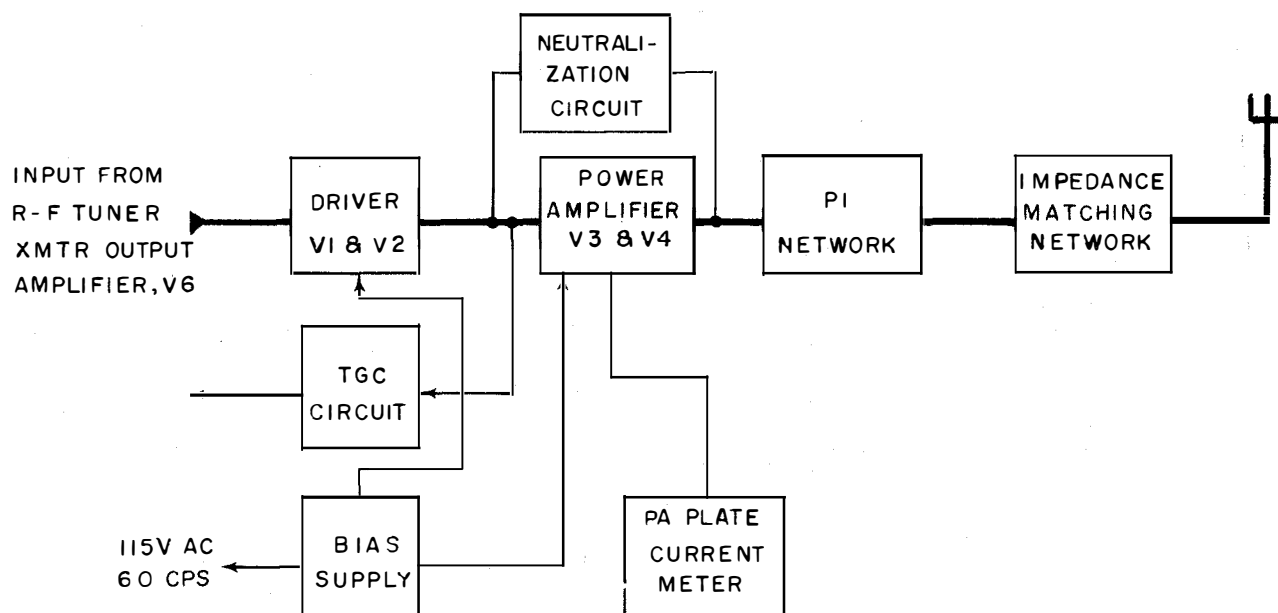 NEUTRALI-
ZATION
CIRCUIT
INPUT FROM
R-F TUNER
XMTR OUTPUT
AMPLIFIER, V6
DRIVER
V1 & V2
POWER
AMPLIFIER
V3 & V4
PI
NETWORK
IMPEDANCE
MATCHING
NETWORK
TGC
CIRCUIT
115V AC
60 CPS
BIAS
SUPPLY
PA PLATE
CURRENT
METER